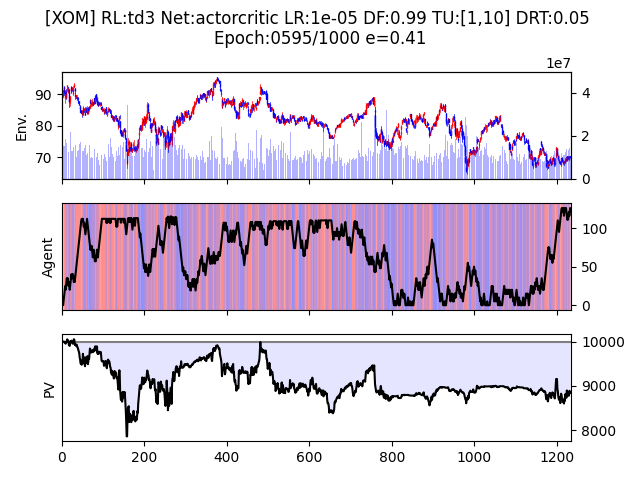 [XOM] RL:td3 Net:actorcritic LR:1e-05 DF:0.99 TU:[1,10] DRT:0.05
Epoch:0595/1000 e=0.41
1e7
90
80
70
Env.
4
2
0
Agent
100
50
0
PV
10000
9000
8000
0 200 400 600 800 1000 1200